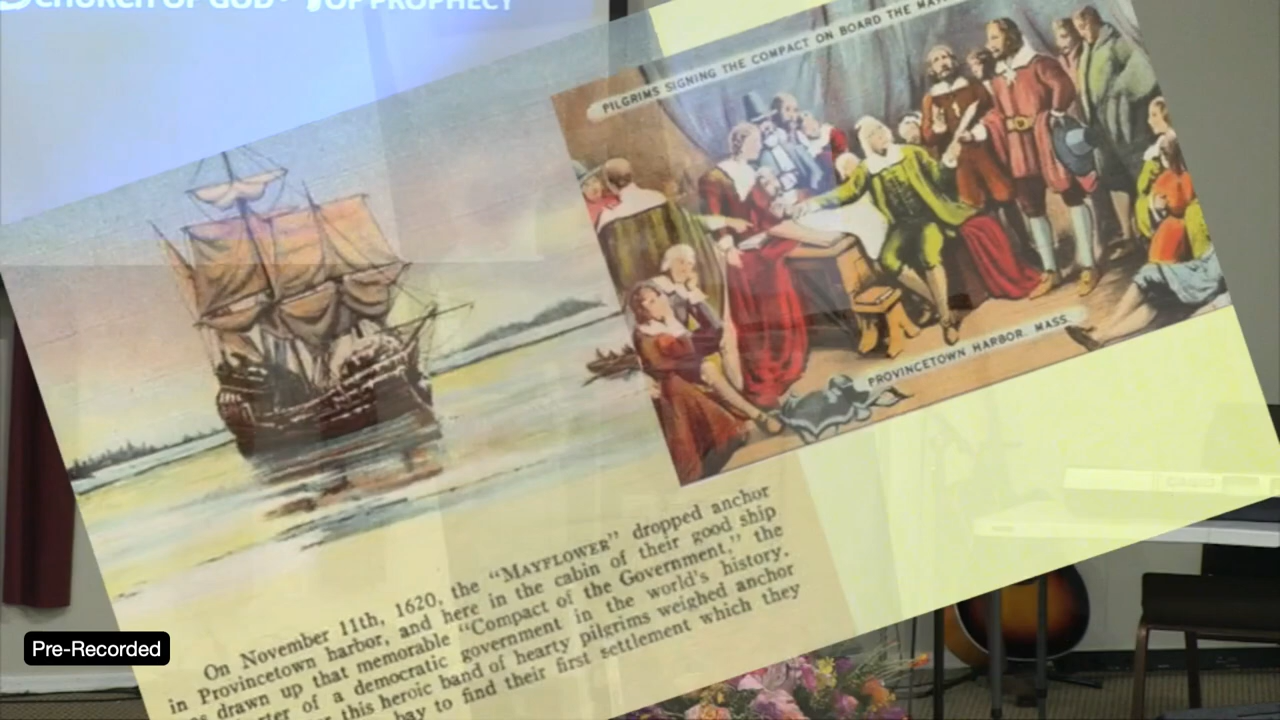 CHURCH OF GOD OF PROPHECY
PILGRIMS SIGNING THE COMPACT ON BOARD THE
PROVINCETOWN HARBOR. MASS.
On November 11th, 1620, the "MAYFLOWER" dropped anchor
in Provincetown harbor, and here in the cabin of their good ship
drawn up that memorable "Compact of the Government," the
of a democratic government in the world's history.
this heroic band of hearty pilgrims weighed anchor
bay to find their first settlement which they
Pre-Recorded